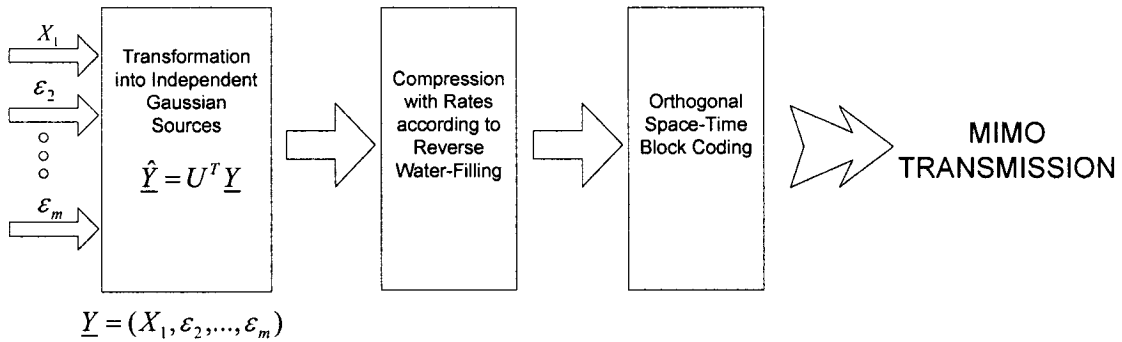 X₁
ε₂
εₘ
Transformation
into Independent
Gaussian
Sources
Ŷ = Uᵀ Y
Compression
with Rates
according to
Reverse
Water-Filling
Orthogonal
Space-Time
Block Coding
MIMO
TRANSMISSION
Y = (X₁, ε₂,..., εₘ)